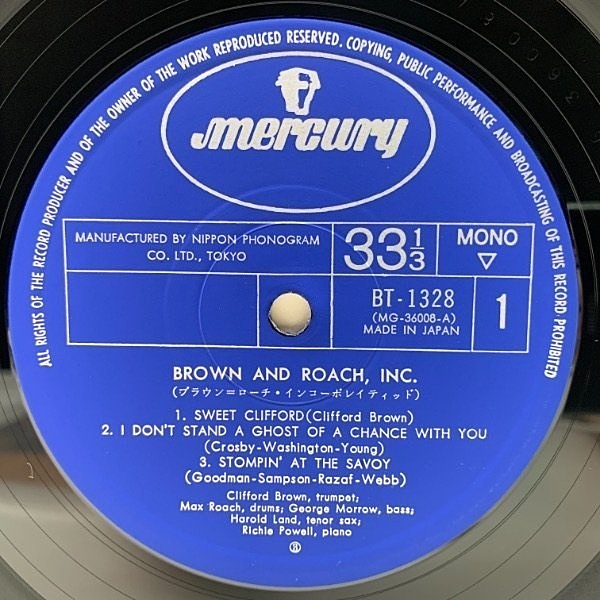 ALL RIGHTS OF THE RECORD PRODUCER AND OF THE OWNER OF THE WORK REPRODUCED RESERVED. COPYING, PUBLIC PERFORMANCE AND BROADCASTING OF THIS RECORD PROHIBITED
mercury
MANUFACTURED BY NIPPON PHONOGRAM
CO. LTD., TOKYO
33 1/3
MONO
▽
BT-1328
(MG-36008-A)
MADE IN JAPAN
1
BROWN AND ROACH, INC.
(ブラウン=ローチ・インコーポレイティッド)
1. SWEET CLIFFORD (Clifford Brown)
2. I DON'T STAND A GHOST OF A CHANCE WITH YOU
(Crosby-Washington-Young)
3. STOMPIN' AT THE SAVOY
(Goodman-Sampson-Razaf-Webb)
Clifford Brown, trumpet;
Max Roach, drums; George Morrow, bass;
Harold Land, tenor sax;
Richie Powell, piano